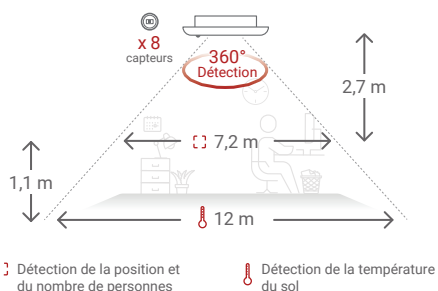 x 8
capteurs
360°
Détection
2,7 m
7,2 m
1,1 m
12 m
Détection de la position et
du nombre de personnes
Détection de la température
du sol